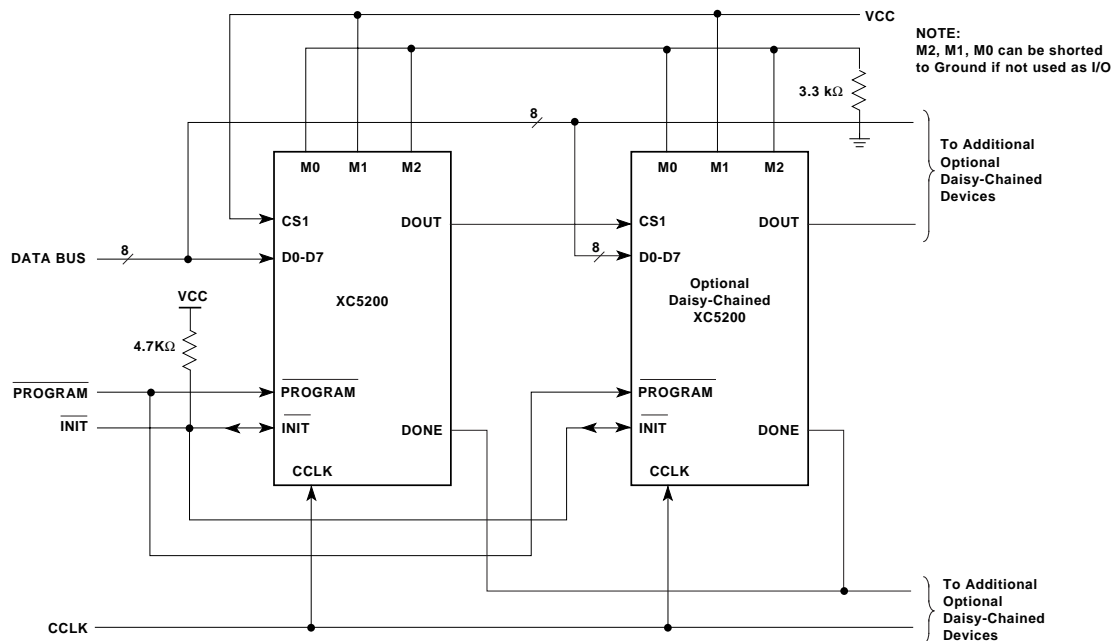 VCC
NOTE:
M2, M1, M0 can be shorted
to Ground if not used as I/O
3.3 kΩ
8
M0 M1 M2
M0 M1 M2
To Additional
Optional
Daisy-Chained
Devices
CS1
DOUT
CS1
DOUT
DATA BUS
8
D0-D7
8
D0-D7
VCC
XC5200
Optional
Daisy-Chained
XC5200
4.7KΩ
PROGRAM
PROGRAM
PROGRAM
INIT
INIT
DONE
INIT
DONE
CCLK
CCLK
To Additional
Optional
Daisy-Chained
Devices
CCLK